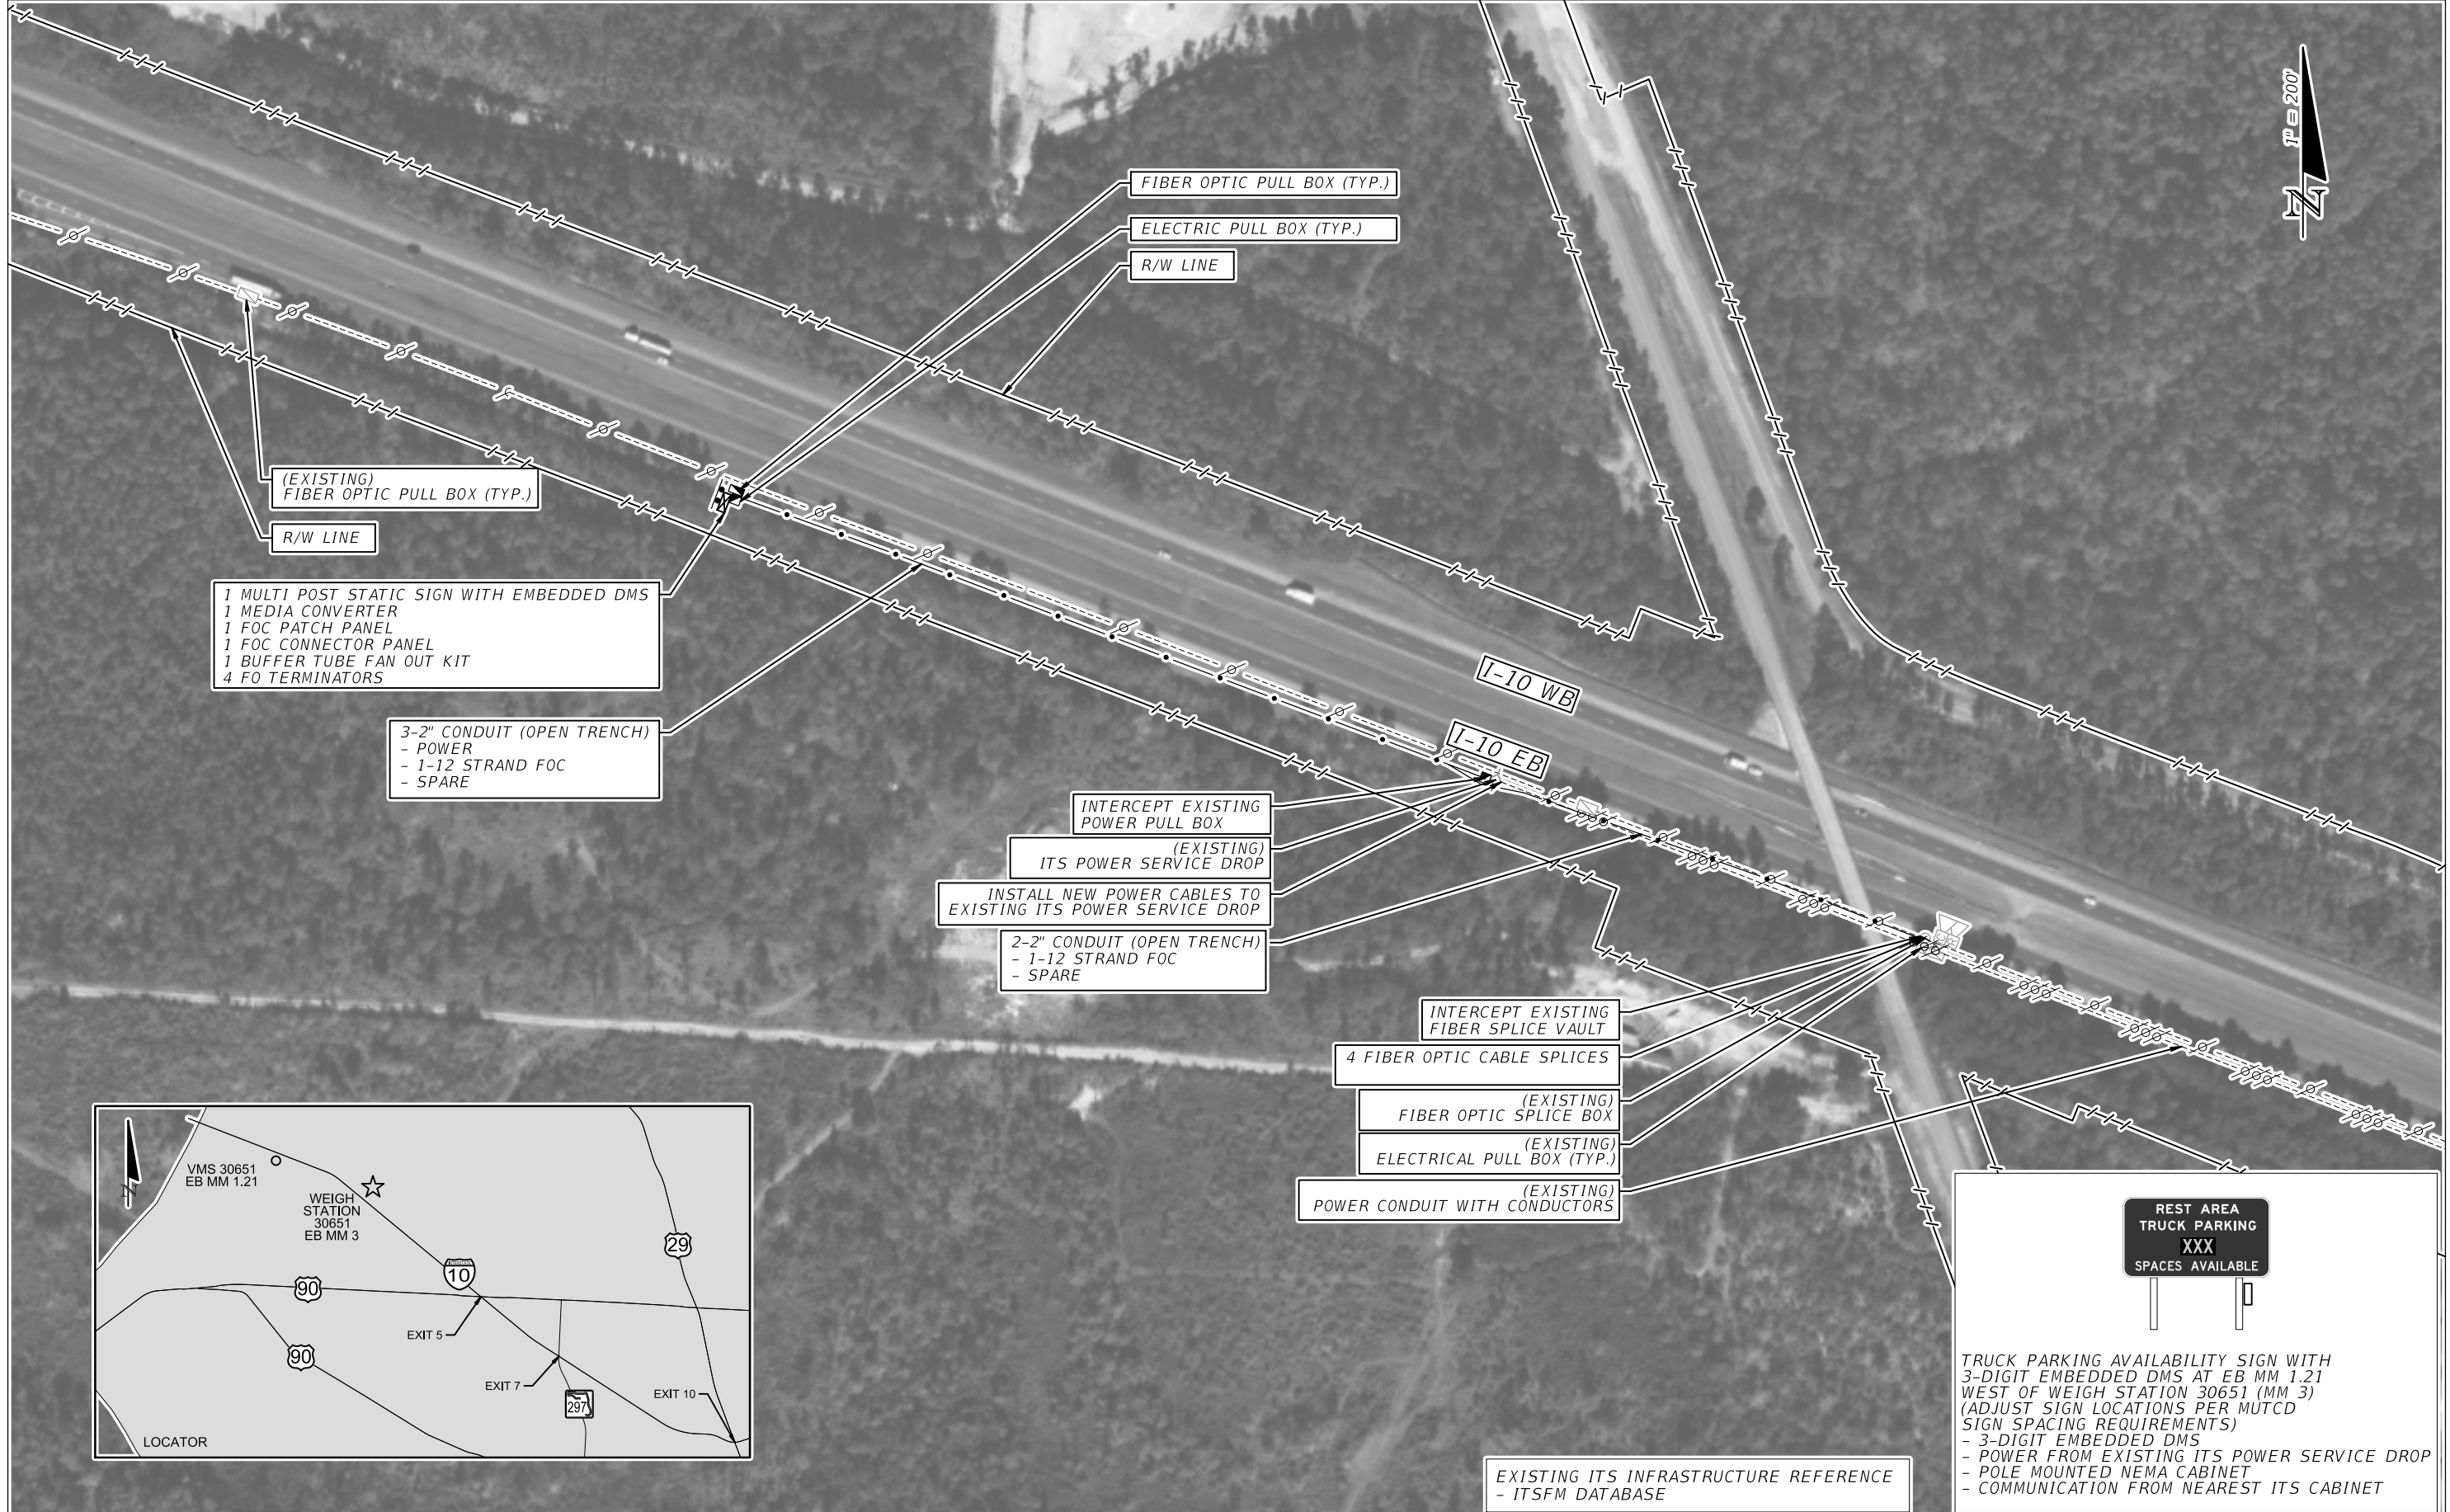 1" = 200'
N
FIBER OPTIC PULL BOX (TYP.)
ELECTRIC PULL BOX (TYP.)
R/W LINE
(EXISTING)
FIBER OPTIC PULL BOX (TYP.)
R/W LINE
1 MULTI POST STATIC SIGN WITH EMBEDDED DMS
1 MEDIA CONVERTER
1 FOC PATCH PANEL
1 FOC CONNECTOR PANEL
1 BUFFER TUBE FAN OUT KIT
4 FO TERMINATORS
3-2" CONDUIT (OPEN TRENCH)
- POWER
- 1-12 STRAND FOC
- SPARE
I-10 WB
I-10 EB
INTERCEPT EXISTING
POWER PULL BOX
(EXISTING)
ITS POWER SERVICE DROP
INSTALL NEW POWER CABLES TO
EXISTING ITS POWER SERVICE DROP
2-2" CONDUIT (OPEN TRENCH)
- 1-12 STRAND FOC
- SPARE
INTERCEPT EXISTING
FIBER SPLICE VAULT
4 FIBER OPTIC CABLE SPLICES
(EXISTING)
FIBER OPTIC SPLICE BOX
(EXISTING)
ELECTRICAL PULL BOX (TYP.)
(EXISTING)
POWER CONDUIT WITH CONDUCTORS
N
VMS 30651
EB MM 1.21
WEIGH
STATION
30651
EB MM 3
29
10
90
EXIT 5
90
EXIT 7
297
EXIT 10
LOCATOR
REST AREA
TRUCK PARKING
XXX
SPACES AVAILABLE
TRUCK PARKING AVAILABILITY SIGN WITH
3-DIGIT EMBEDDED DMS AT EB MM 1.21
WEST OF WEIGH STATION 30651 (MM 3)
(ADJUST SIGN LOCATIONS PER MUTCD
SIGN SPACING REQUIREMENTS)
- 3-DIGIT EMBEDDED DMS
- POWER FROM EXISTING ITS POWER SERVICE DROP
- POLE MOUNTED NEMA CABINET
- COMMUNICATION FROM NEAREST ITS CABINET
EXISTING ITS INFRASTRUCTURE REFERENCE
- ITSFM DATABASE